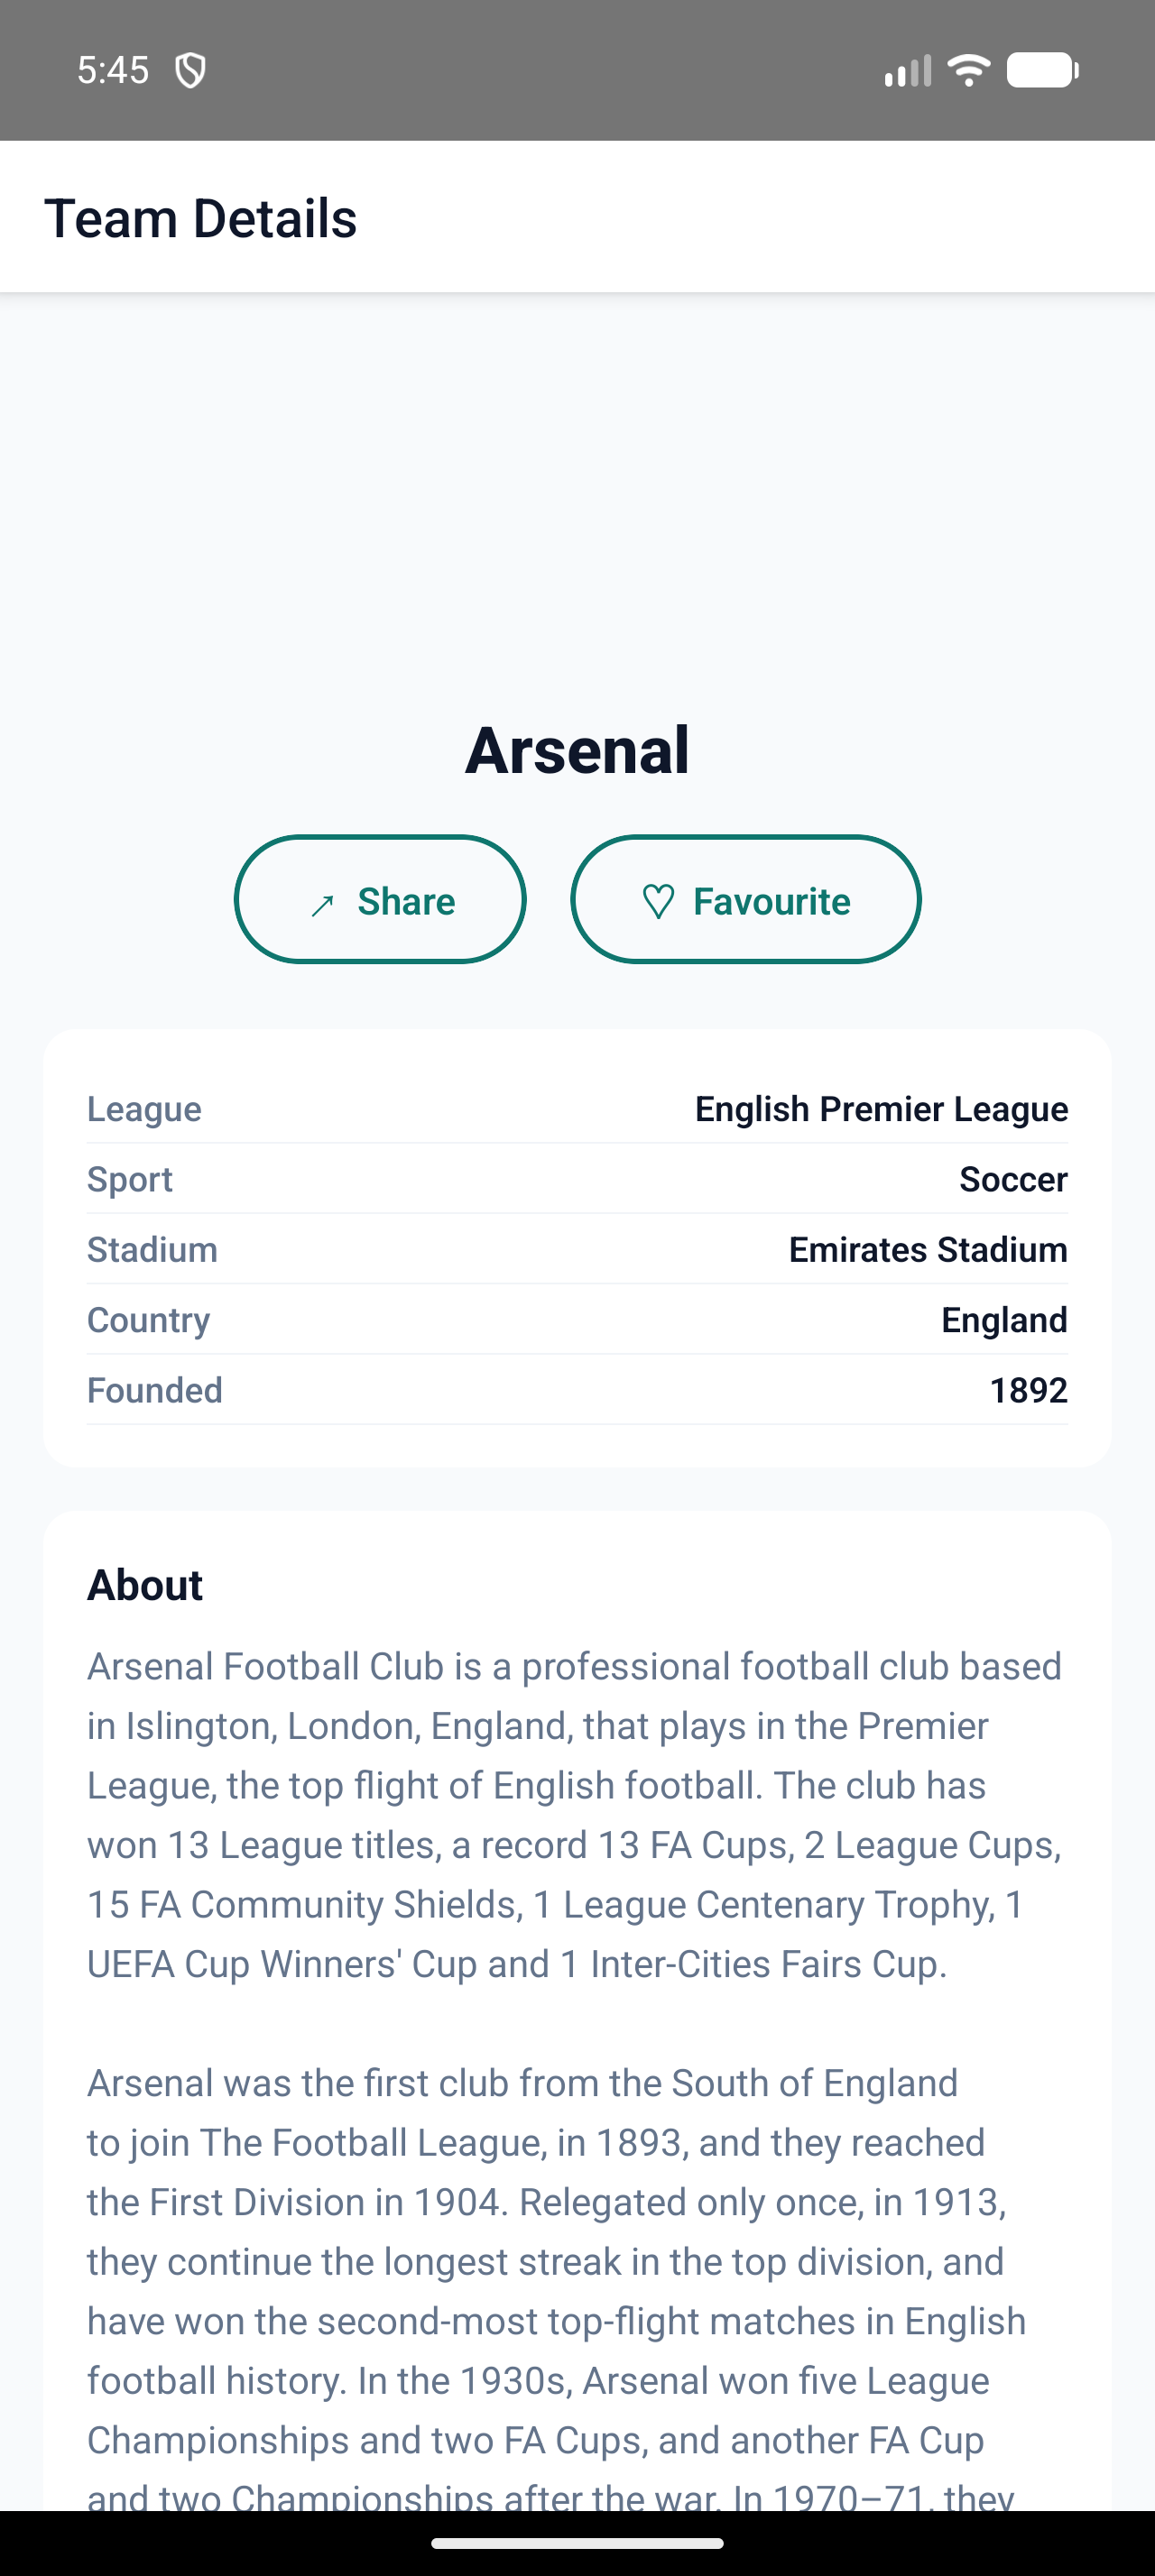 5:45
Team Details
Arsenal
↗ Share
♡ Favourite
League English Premier League
Sport Soccer
Stadium Emirates Stadium
Country England
Founded 1892
About
Arsenal Football Club is a professional football club based
in Islington, London, England, that plays in the Premier
League, the top flight of English football. The club has
won 13 League titles, a record 13 FA Cups, 2 League Cups,
15 FA Community Shields, 1 League Centenary Trophy, 1
UEFA Cup Winners' Cup and 1 Inter-Cities Fairs Cup.
Arsenal was the first club from the South of England
to join The Football League, in 1893, and they reached
the First Division in 1904. Relegated only once, in 1913,
they continue the longest streak in the top division, and
have won the second-most top-flight matches in English
football history. In the 1930s, Arsenal won five League
Championships and two FA Cups, and another FA Cup
and two Championships after the war. In 1970–71, they